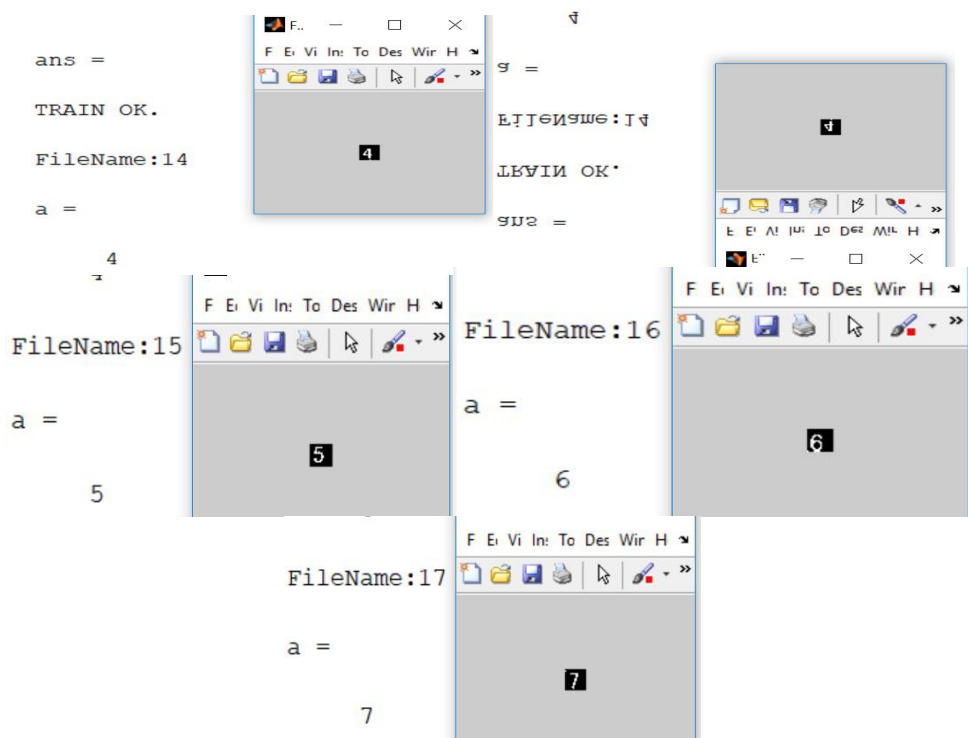 ans =
TRAIN OK.
FileName:14
a =
4
F..
F Ei Vi In: To Des Wir H
4
4
a =
FileName:14
TRAIN OK.
ans =
4
F Ei Vi In: To Des Wir H
F..
4
FileName:15
a =
5
F Ei Vi In: To Des Wir H
5
FileName:16
a =
6
F Ei Vi In: To Des Wir H
6
FileName:17
a =
7
F Ei Vi In: To Des Wir H
7